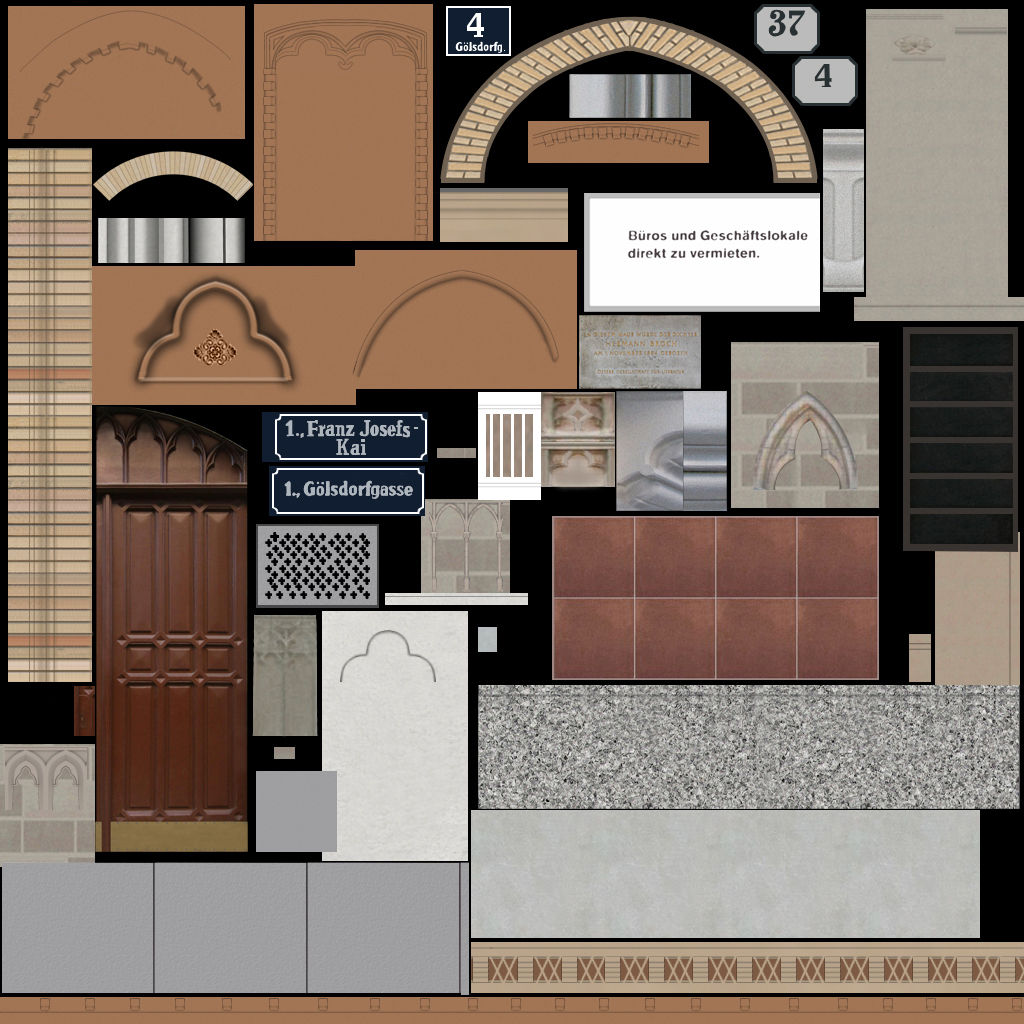 4
Gölsdorfg.
37
4
Büros und Geschäftslokale
direkt zu vermieten.
1., Franz Josefs-
Kai
1., Gölsdorfgasse